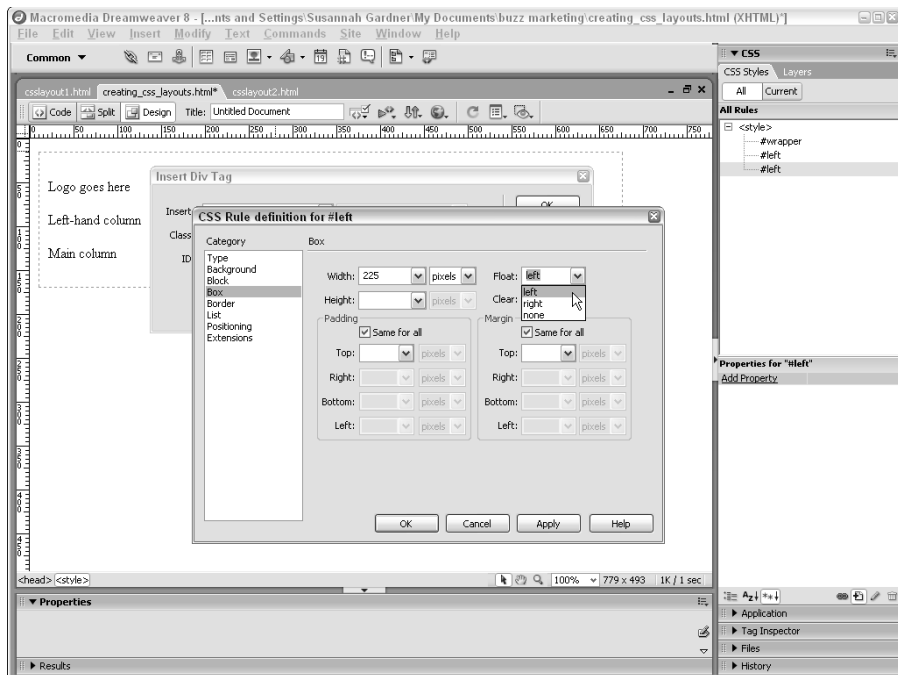 Macromedia Dreamweaver 8 - [...nts and Settings\Susannah Gardner\My Documents\buzz marketing\creating_css_layouts.html (XHTML)*]
File Edit View Insert Modify Text Commands Site Window Help
Common
csslayout1.html creating_css_layouts.html* csslayout2.html
Code Split Design Title: Untitled Document
0 50 100 150 200 250 300 350 400 450 500 550 600 650 700 750
Logo goes here
Left-hand column
Main column
Insert Div Tag
Insert
Class
ID
OK
CSS Rule definition for #left
Category
Type
Background
Block
Box
Border
List
Positioning
Extensions
Box
Width: 225 pixels Float: left
Height: pixels Clear:
left
right
none
Padding Margin
Same for all Same for all
Top: pixels Top: pixels
Right: pixels Right: pixels
Bottom: pixels Bottom: pixels
Left: pixels Left: pixels
OK Cancel Apply Help
<head> <style> 100% 779 x 493 1K / 1 sec
Properties
Results
CSS
CSS Styles Layers
All Current
All Rules
<style>
#wrapper
#left
#left
Properties for "#left"
Add Property
Application
Tag Inspector
Files
History